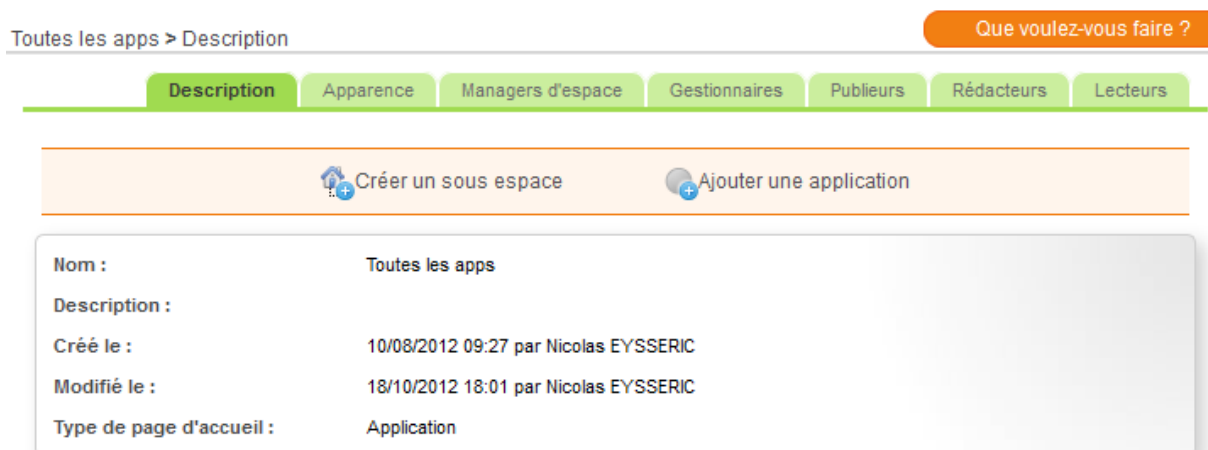 Que voulez-vous faire ?
Toutes les apps > Description
Description Apparence Managers d'espace Gestionnaires Publieurs Rédacteurs Lecteurs
Créer un sous espace Ajouter une application
Nom : Toutes les apps
Description :
Créé le : 10/08/2012 09:27 par Nicolas EYSSERIC
Modifié le : 18/10/2012 18:01 par Nicolas EYSSERIC
Type de page d'accueil : Application